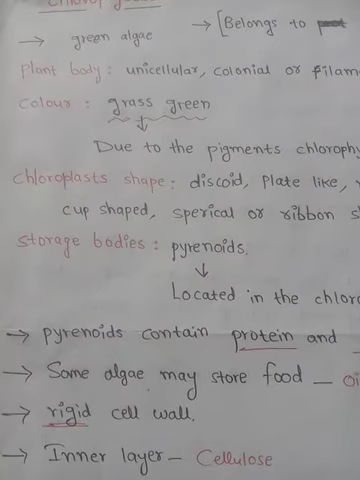 → green algae → [Belongs to
Plant body: unicellular, colonial or filam
colour: grass green
↓
Due to the pigments chlorophy
chloroplasts shape: discoid, plate like,
cup shaped, sperical or ribbon s
storage bodies: pyrenoids.
↓
Located in the chlor
→ pyrenoids contain protein and
→ Some algae may store food – oi
→ rigid cell wall.
→ Inner layer – Cellulose